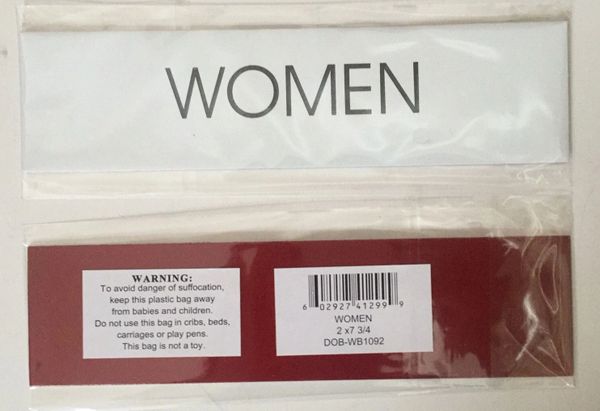 WOMEN
WARNING:
To avoid danger of suffocation,
keep this plastic bag away
from babies and children.
Do not use this bag in cribs, beds,
carriages or play pens.
This bag is not a toy.
6 02927 41299 9
WOMEN
2 x7 3/4
DOB-WB1092